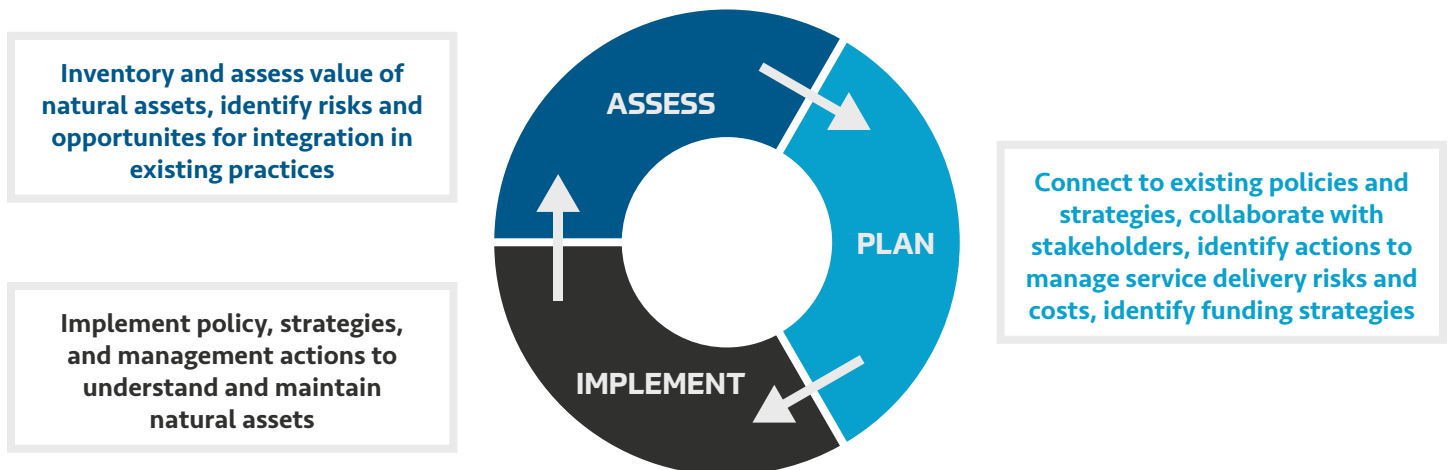 Inventory and assess value of
natural assets, identify risks and
opportunites for integration in
existing practices
ASSESS
PLAN
Connect to existing policies and
strategies, collaborate with
stakeholders, identify actions to
manage service delivery risks and
costs, identify funding strategies
IMPLEMENT
Implement policy, strategies,
and management actions to
understand and maintain
natural assets